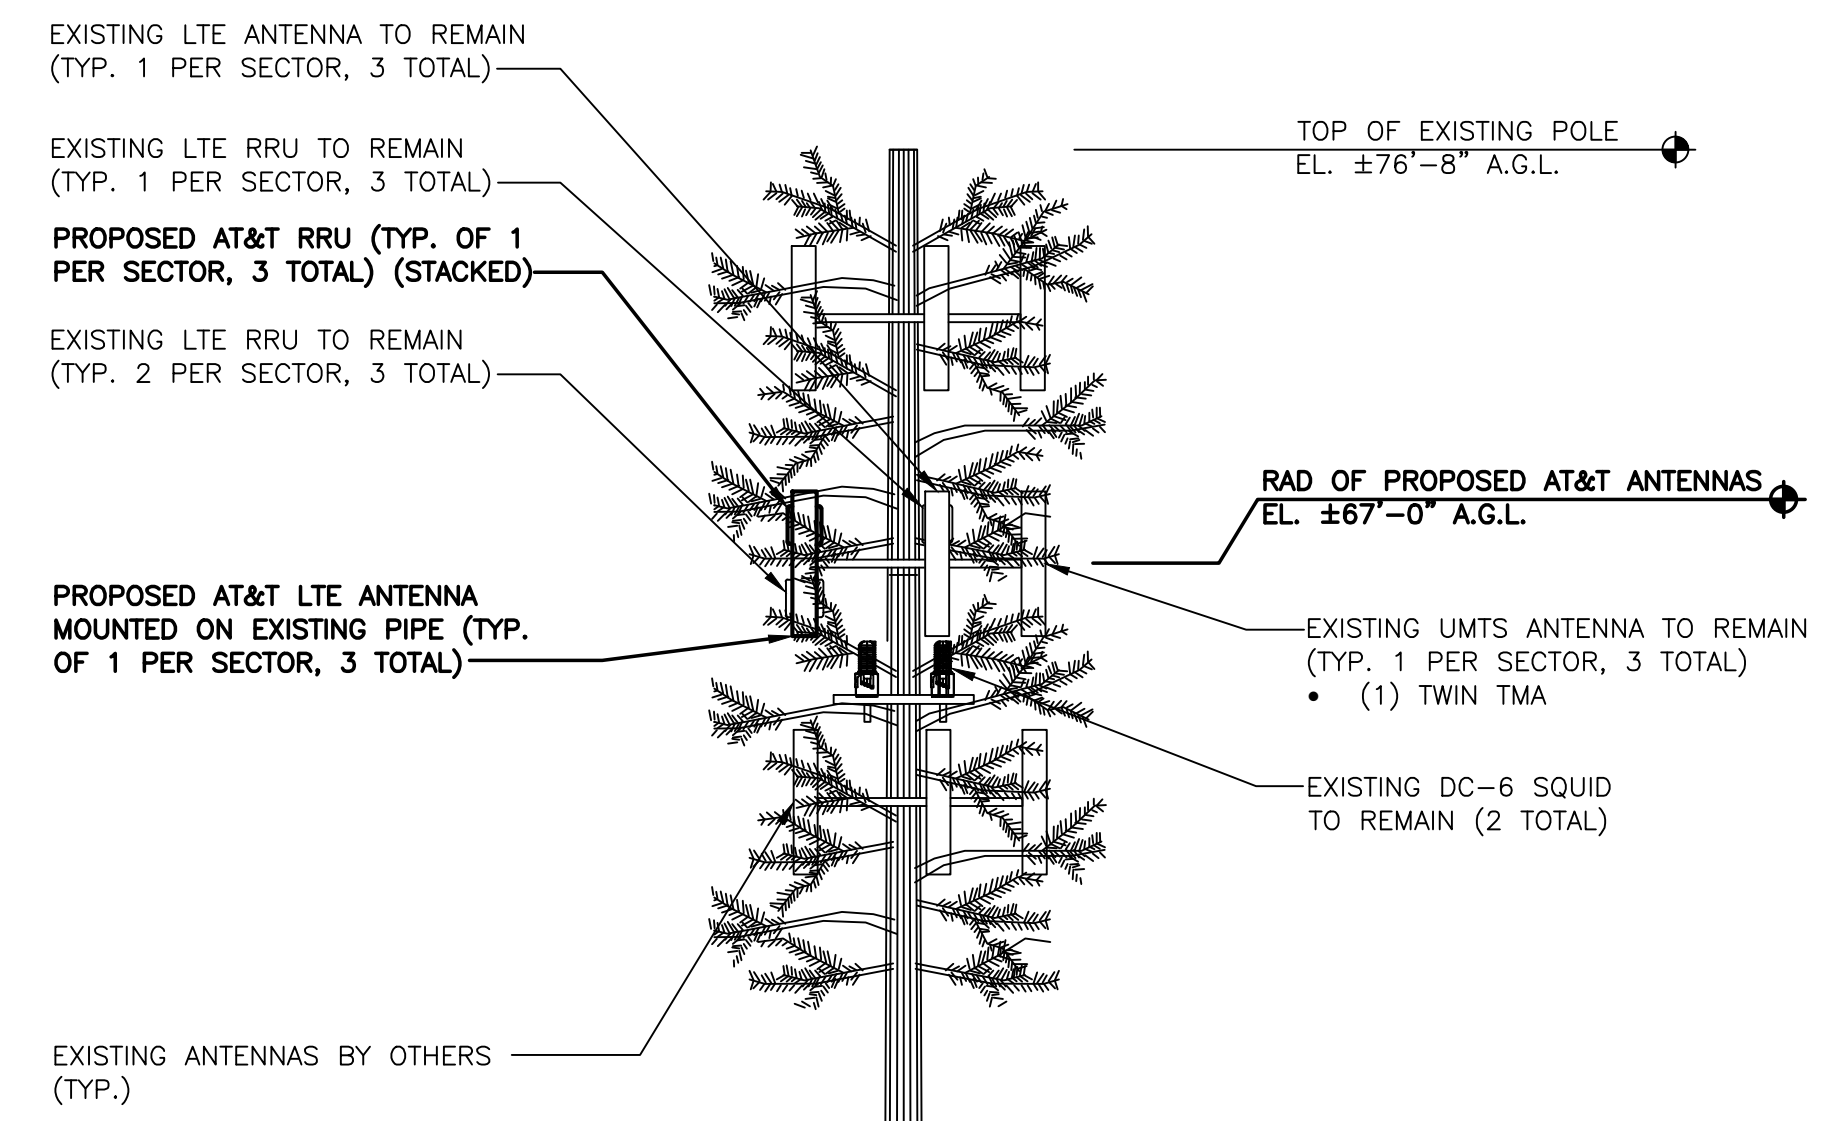 EXISTING LTE ANTENNA TO REMAIN
(TYP. 1 PER SECTOR, 3 TOTAL)
EXISTING LTE RRU TO REMAIN
(TYP. 1 PER SECTOR, 3 TOTAL)
PROPOSED AT&T RRU (TYP. OF 1
PER SECTOR, 3 TOTAL) (STACKED)
EXISTING LTE RRU TO REMAIN
(TYP. 2 PER SECTOR, 3 TOTAL)
PROPOSED AT&T LTE ANTENNA
MOUNTED ON EXISTING PIPE (TYP.
OF 1 PER SECTOR, 3 TOTAL)
EXISTING ANTENNAS BY OTHERS
(TYP.)
TOP OF EXISTING POLE
EL. ±76'-8" A.G.L.
RAD OF PROPOSED AT&T ANTENNAS
EL. ±67'-0" A.G.L.
EXISTING UMTS ANTENNA TO REMAIN
(TYP. 1 PER SECTOR, 3 TOTAL)
• (1) TWIN TMA
EXISTING DC-6 SQUID
TO REMAIN (2 TOTAL)